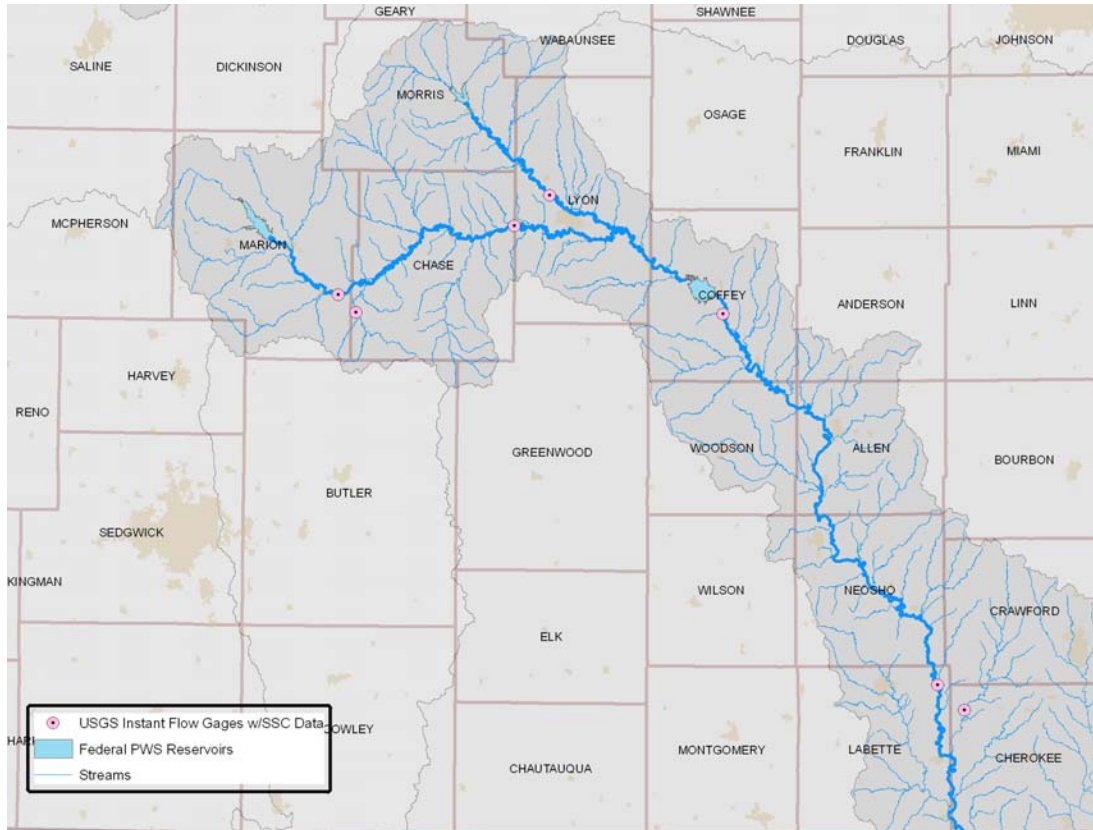 GEARY
SHAWNEE
WABAUNSEE
DOUGLAS
JOHNSON
SALINE
DICKINSON
MORRIS
OSAGE
FRANKLIN
MIAMI
LYON
MCPHERSON
MARION
CHASE
COFFEY
ANDERSON
LINN
HARVEY
RENO
GREENWOOD
WOODSON
ALLEN
BOURBON
BUTLER
SEDGWICK
KINGMAN
WILSON
NEOSHO
CRAWFORD
ELK
USGS Instant Flow Gages w/SSC Data
Federal PWS Reservoirs
Streams
HAR
OWLEY
CHAUTAUQUA
MONTGOMERY
LABETTE
CHEROKEE